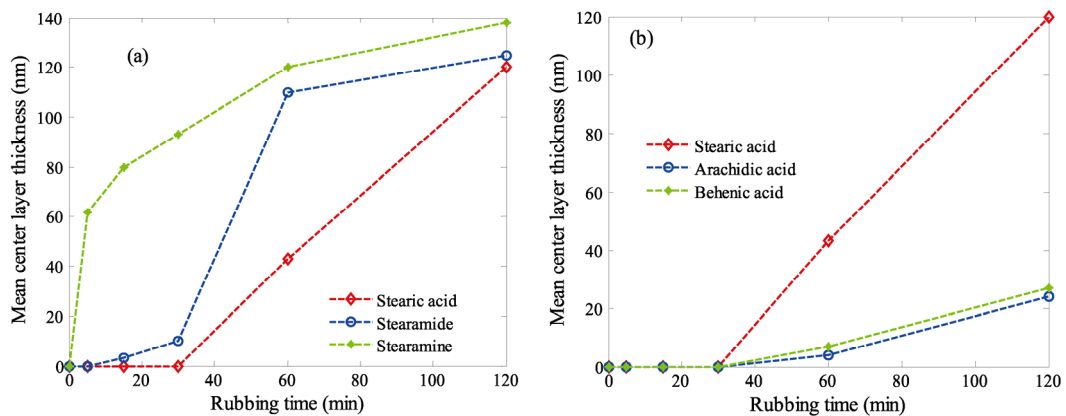 (a)
Mean center layer thickness (nm)
140
120
100
80
60
40
20
0
0 20 40 60 80 100 120
Rubbing time (min)
Stearic acid
Stearamide
Stearamine
(b)
Mean center layer thickness (nm)
120
100
80
60
40
20
0
0 20 40 60 80 100 120
Rubbing time (min)
Stearic acid
Arachidic acid
Behenic acid